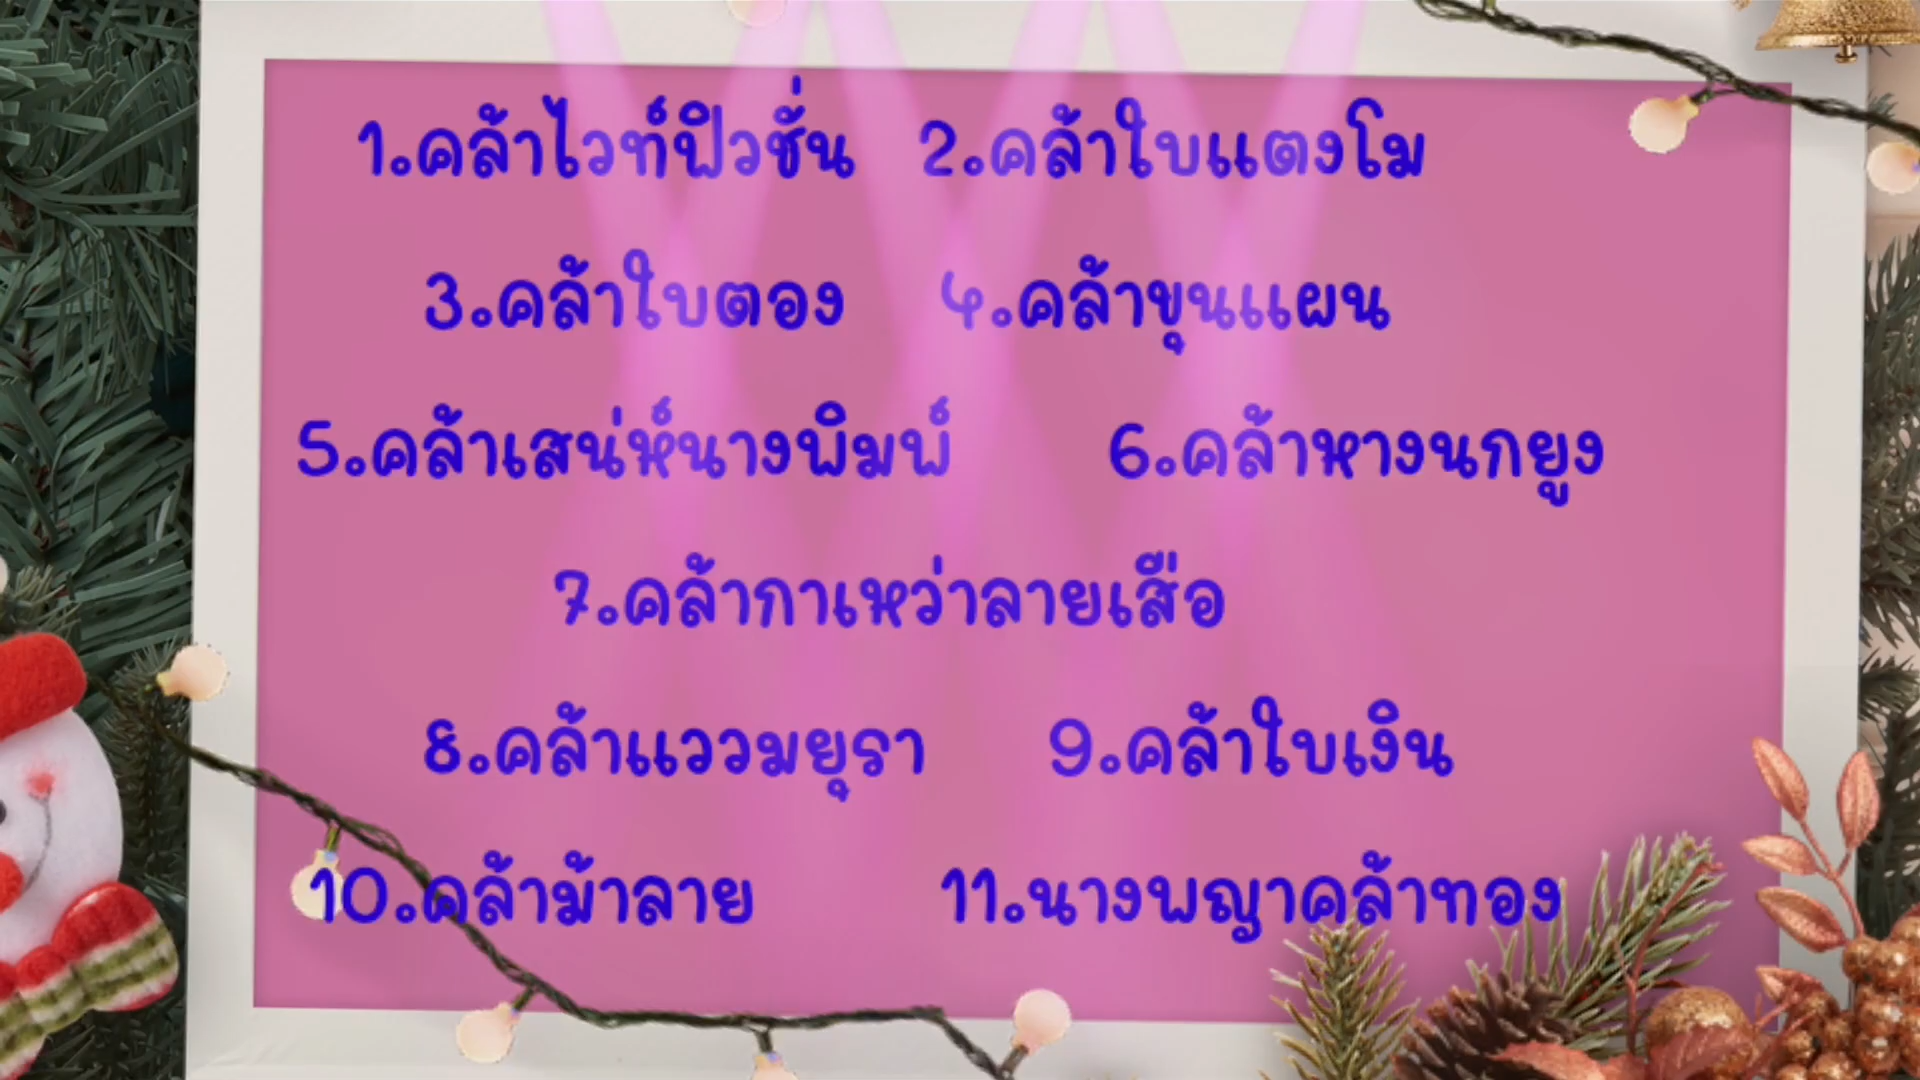 1.คล้าไวท์ฟิวชั่น 2.คล้าใบแตงโม
3.คล้าใบตอง 4.คล้าขุนแผน
5.คล้าเสน่ห์นางพิมพ์ 6.คล้าหางนกยูง
7.คล้ากาเหว่าลายเสือ
8.คล้าแววมยุรา 9.คล้าใบเงิน
10.คล้าม้าลาย 11.นางพญาคล้าทอง